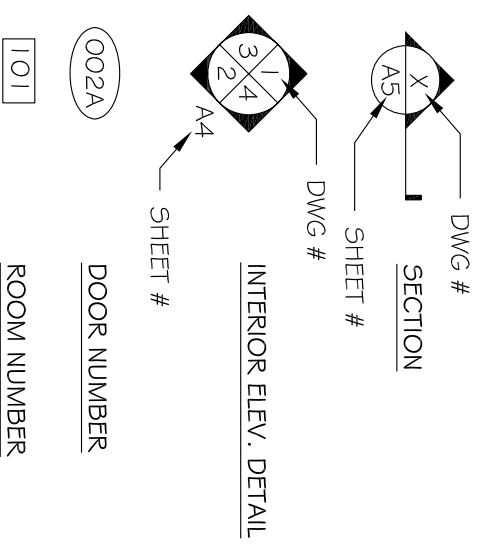 X
A5
DWG #
SHEET #
SECTION
1
3
4
2
A4
DWG #
SHEET #
INTERIOR ELEV. DETAIL
002A
DOOR NUMBER
101
ROOM NUMBER